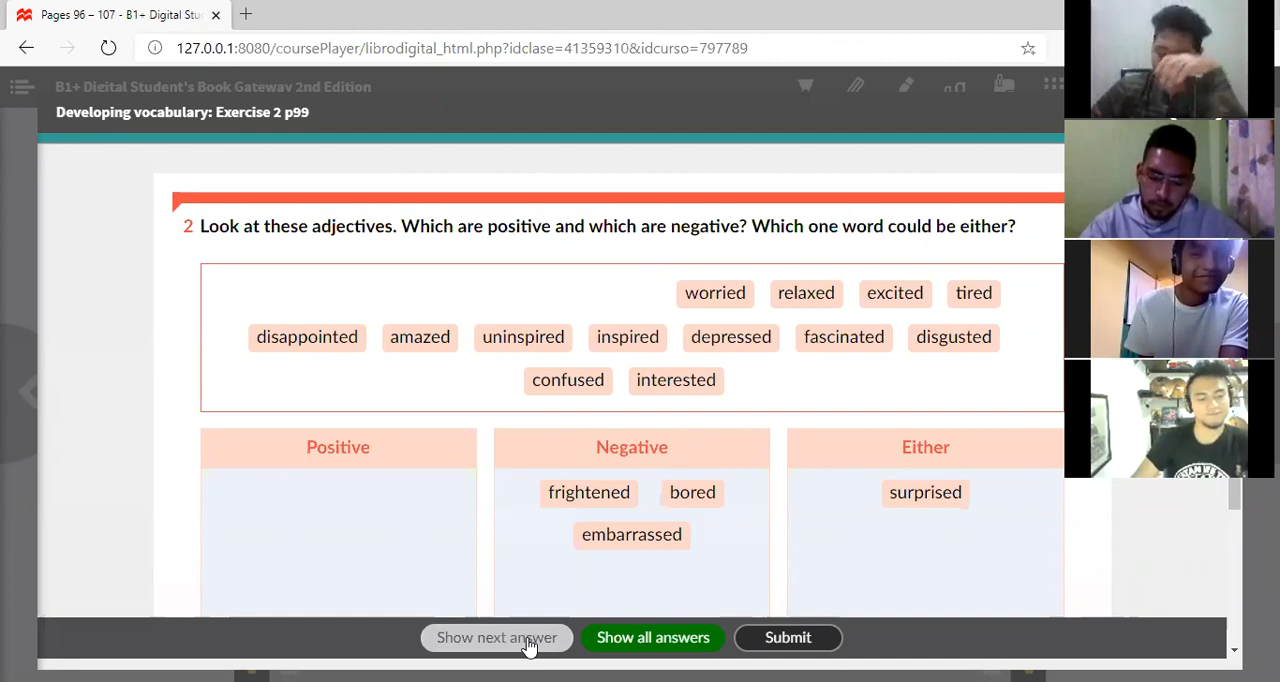 Pages 96 – 107 - B1+ Digital Stu
127.0.0.1:8080/coursePlayer/librodigital_html.php?idclase=41359310&idcurso=797789
B1+ Digital Student's Book Gateway 2nd Edition
Developing vocabulary: Exercise 2 p99
2 Look at these adjectives. Which are positive and which are negative? Which one word could be either?
worried relaxed excited tired
disappointed amazed uninspired inspired depressed fascinated disgusted
confused interested
Positive Negative Either
frightened bored surprised
embarrassed
Show next answer Show all answers Submit